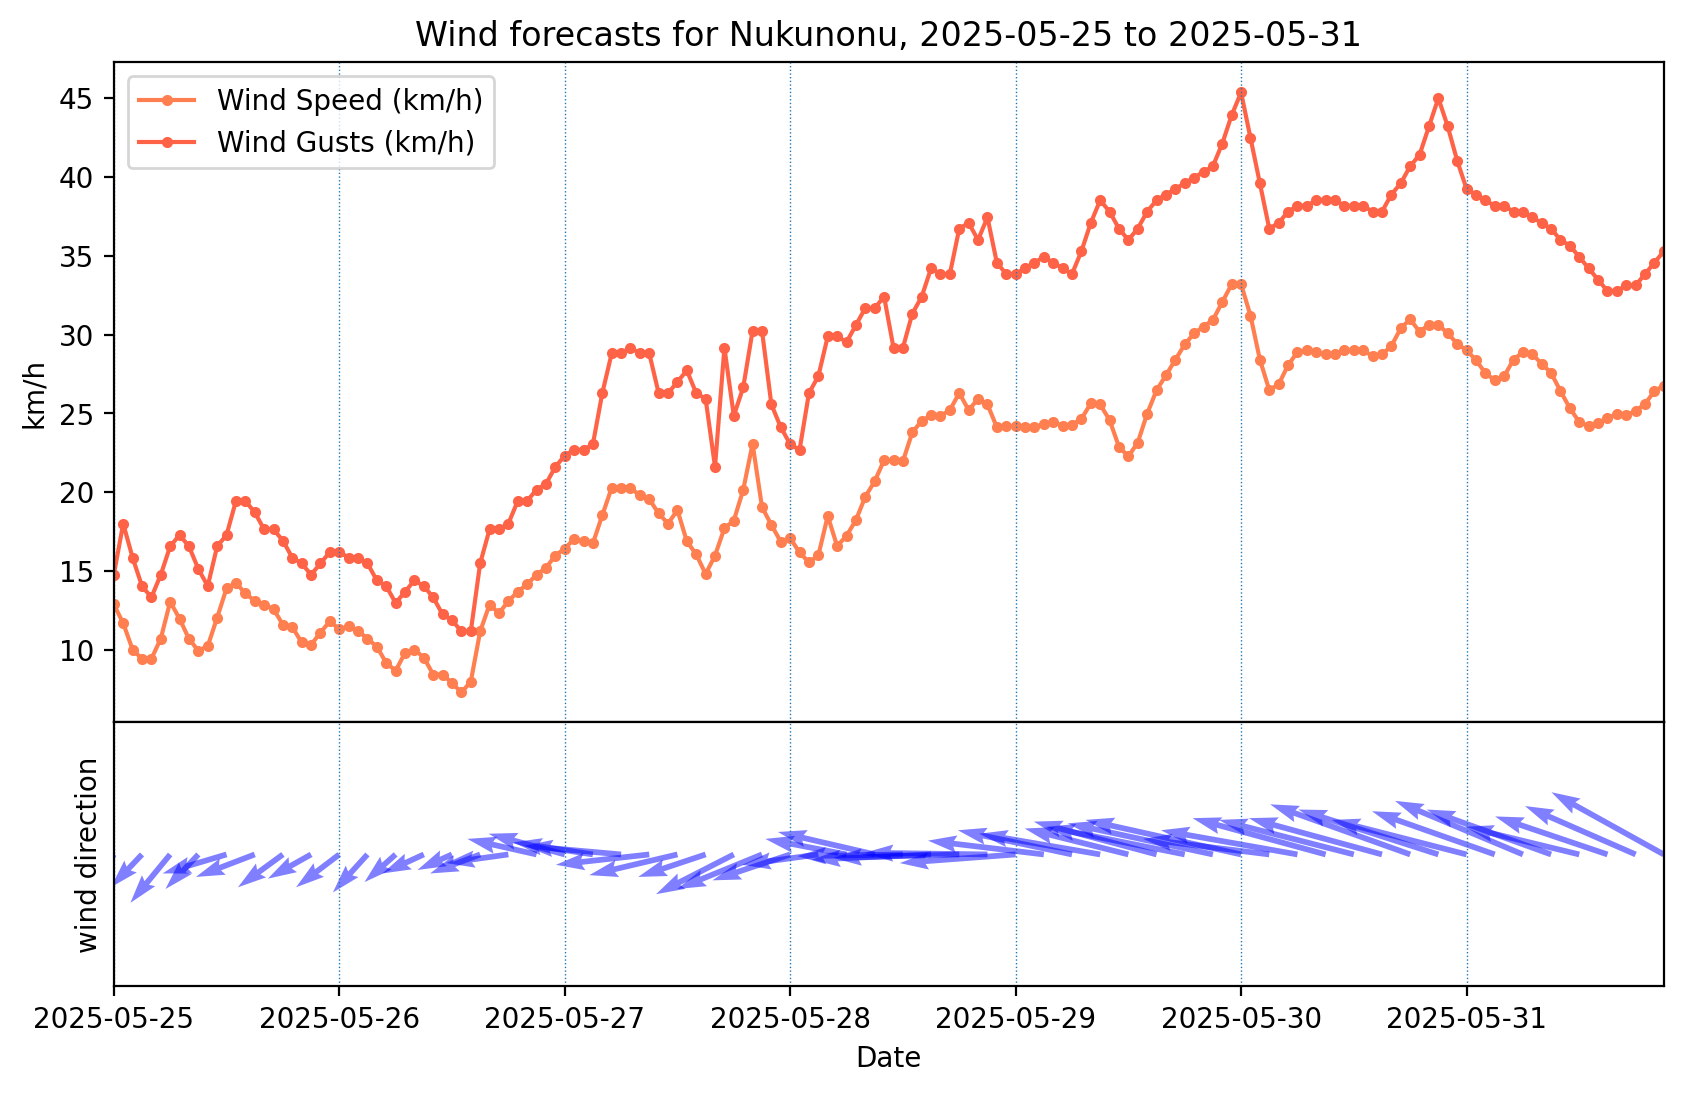 Wind forecasts for Nukunonu, 2025-05-25 to 2025-05-31
Wind Speed (km/h)
Wind Gusts (km/h)
45
40
35
30
25
20
15
10
km/h
wind direction
2025-05-25 2025-05-26 2025-05-27 2025-05-28 2025-05-29 2025-05-30 2025-05-31
Date